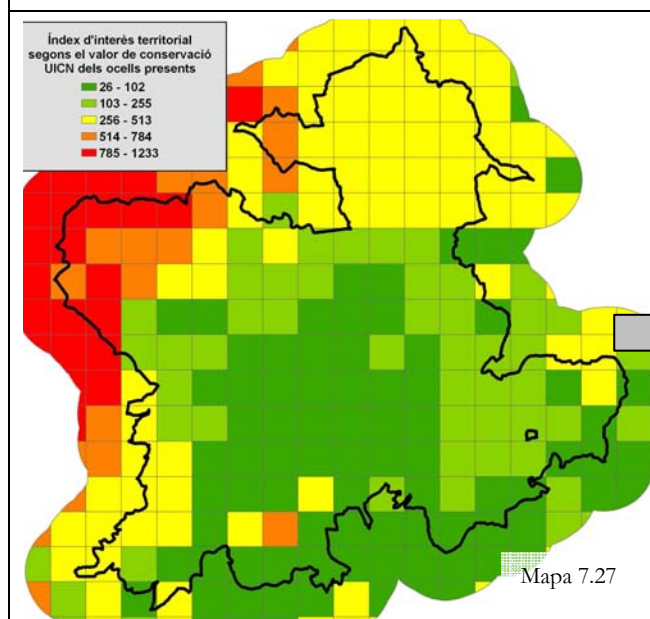 Índex d'interès territorial
segons el valor de conservació
UICN dels ocells presents
26 - 102
103 - 255
256 - 513
514 - 784
785 - 1233
Mapa 7.27